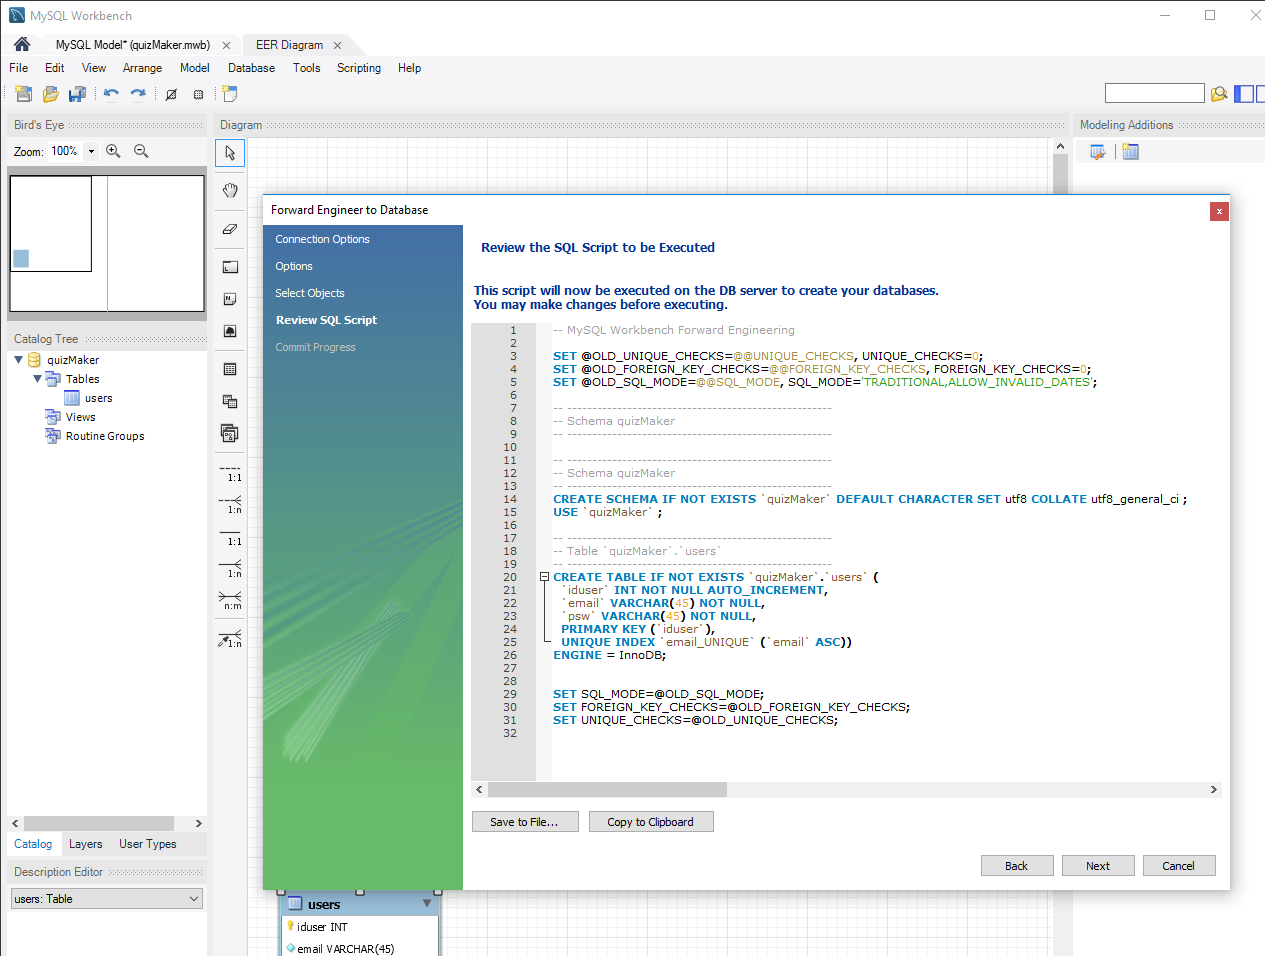 MySQL Workbench
MySQL Model* (quizMaker.mwb)
EER Diagram
File Edit View Arrange Model Database Tools Scripting Help
Bird's Eye
Diagram
Modeling Additions
Zoom: 100%
Catalog Tree
quizMaker
Tables
users
Views
Routine Groups
1:1
1:n
1:1
1:n
n:m
1:n
Catalog Layers User Types
Description Editor
users: Table
Forward Engineer to Database
Connection Options
Options
Select Objects
Review SQL Script
Commit Progress
Review the SQL Script to be Executed
This script will now be executed on the DB server to create your databases.
You may make changes before executing.
1 -- MySQL Workbench Forward Engineering
2
3 SET @OLD_UNIQUE_CHECKS=@@UNIQUE_CHECKS, UNIQUE_CHECKS=0;
4 SET @OLD_FOREIGN_KEY_CHECKS=@@FOREIGN_KEY_CHECKS, FOREIGN_KEY_CHECKS=0;
5 SET @OLD_SQL_MODE=@@SQL_MODE, SQL_MODE='TRADITIONAL,ALLOW_INVALID_DATES';
6
7 -- -----------------------------------------------------
8 -- Schema quizMaker
9 -- -----------------------------------------------------
10
11 -- -----------------------------------------------------
12 -- Schema quizMaker
13 -- -----------------------------------------------------
14 CREATE SCHEMA IF NOT EXISTS `quizMaker` DEFAULT CHARACTER SET utf8 COLLATE utf8_general_ci ;
15 USE `quizMaker` ;
16
17 -- -----------------------------------------------------
18 -- Table `quizMaker`.`users`
19 -- -----------------------------------------------------
20 CREATE TABLE IF NOT EXISTS `quizMaker`.`users` (
21 `iduser` INT NOT NULL AUTO_INCREMENT,
22 `email` VARCHAR(45) NOT NULL,
23 `psw` VARCHAR(45) NOT NULL,
24 PRIMARY KEY (`iduser`),
25 UNIQUE INDEX `email_UNIQUE` (`email` ASC))
26 ENGINE = InnoDB;
27
28
29 SET SQL_MODE=@OLD_SQL_MODE;
30 SET FOREIGN_KEY_CHECKS=@OLD_FOREIGN_KEY_CHECKS;
31 SET UNIQUE_CHECKS=@OLD_UNIQUE_CHECKS;
32
Save to File... Copy to Clipboard
Back Next Cancel
users
iduser INT
email VARCHAR(45)